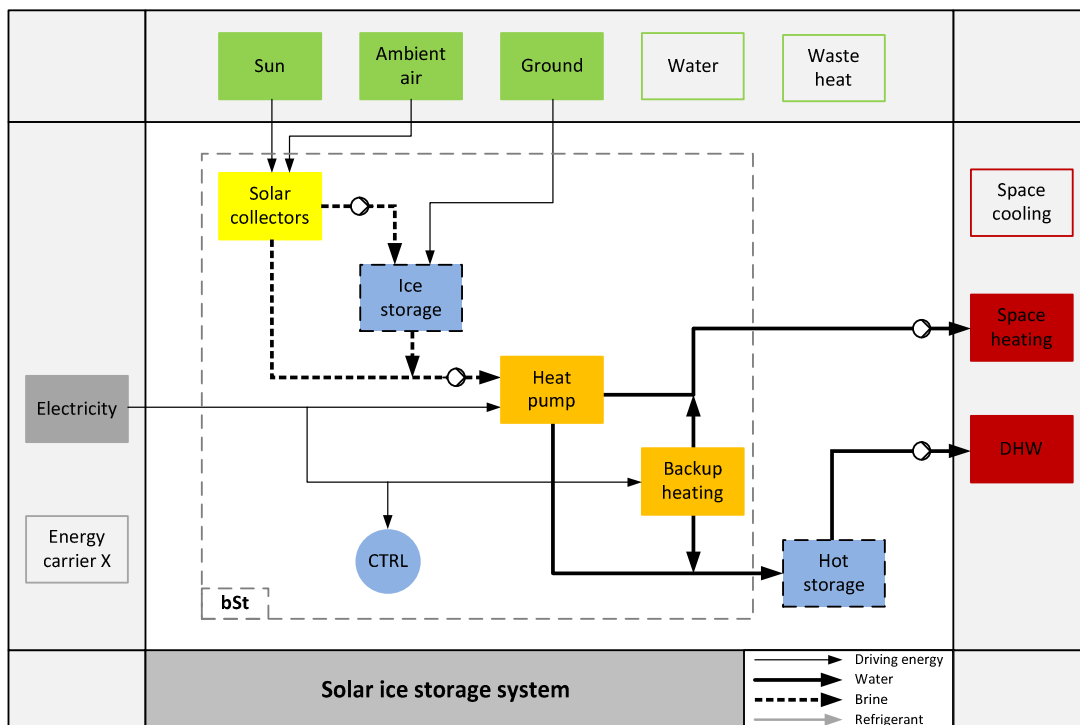 Sun
Ambient
air
Ground
Water
Waste
heat
Solar
collectors
Space
cooling
Ice
storage
Space
heating
Heat
pump
Electricity
DHW
Backup
heating
Energy
carrier X
CTRL
Hot
storage
bSt
Solar ice storage system
Driving energy
Water
Brine
Refrigerant